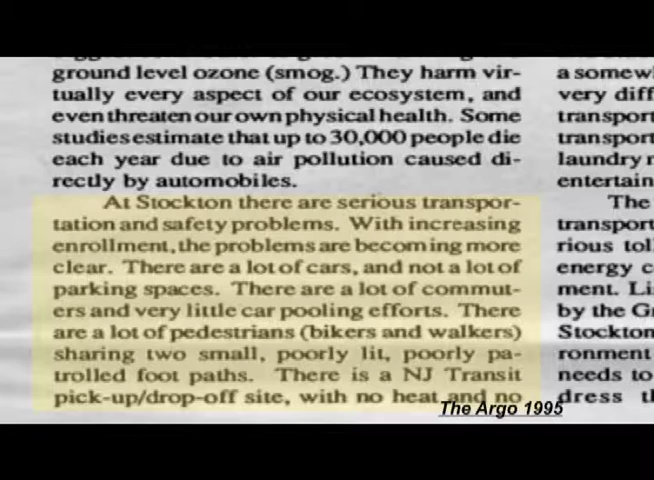 ground level ozone (smog.) They harm vir-
tually every aspect of our ecosystem, and
even threaten our own physical health. Some
studies estimate that up to 30,000 people die
each year due to air pollution caused di-
rectly by automobiles.
At Stockton there are serious transpor-
tation and safety problems. With increasing
enrollment, the problems are becoming more
clear. There are a lot of cars, and not a lot of
parking spaces. There are a lot of commut-
ers and very little car pooling efforts. There
are a lot of pedestrians (bikers and walkers)
sharing two small, poorly lit, poorly pa-
trolled foot paths. There is a NJ Transit
pick-up/drop-off site, with no heat and no
a somew
very diff
transport
transport
laundry r
entertain
The
transport
rious toll
energy c
ment. Li
by the Gr
Stockton
ronment
needs to
dress th
The Argo 1995